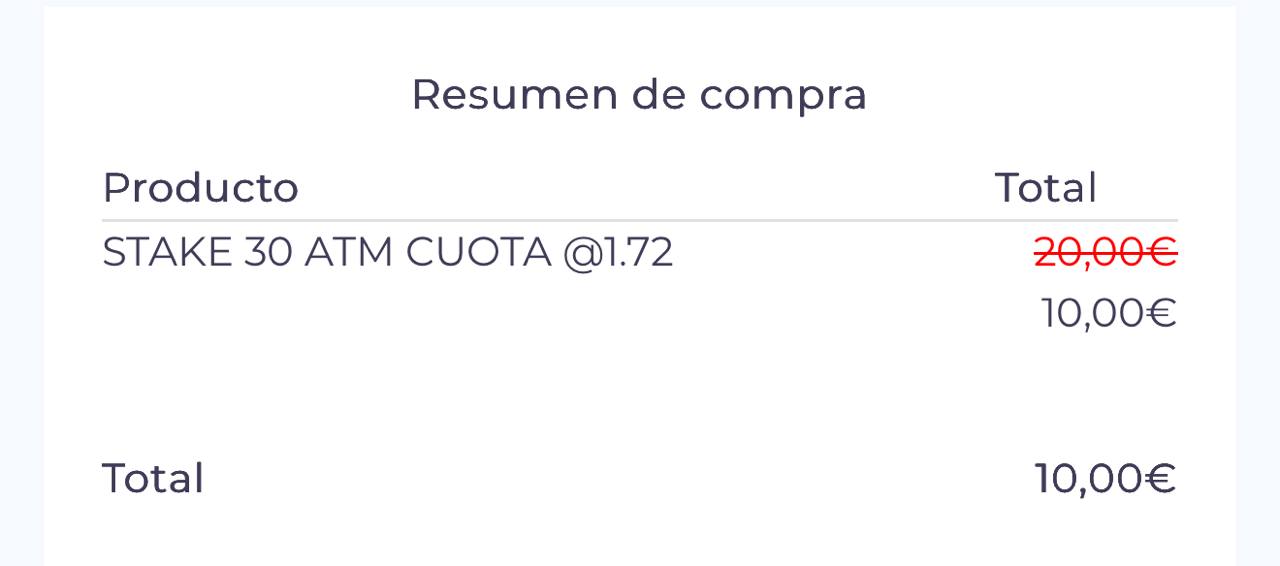 Resumen de compra
Producto Total
STAKE 30 ATM CUOTA @1.72 20,00€
10,00€
Total 10,00€